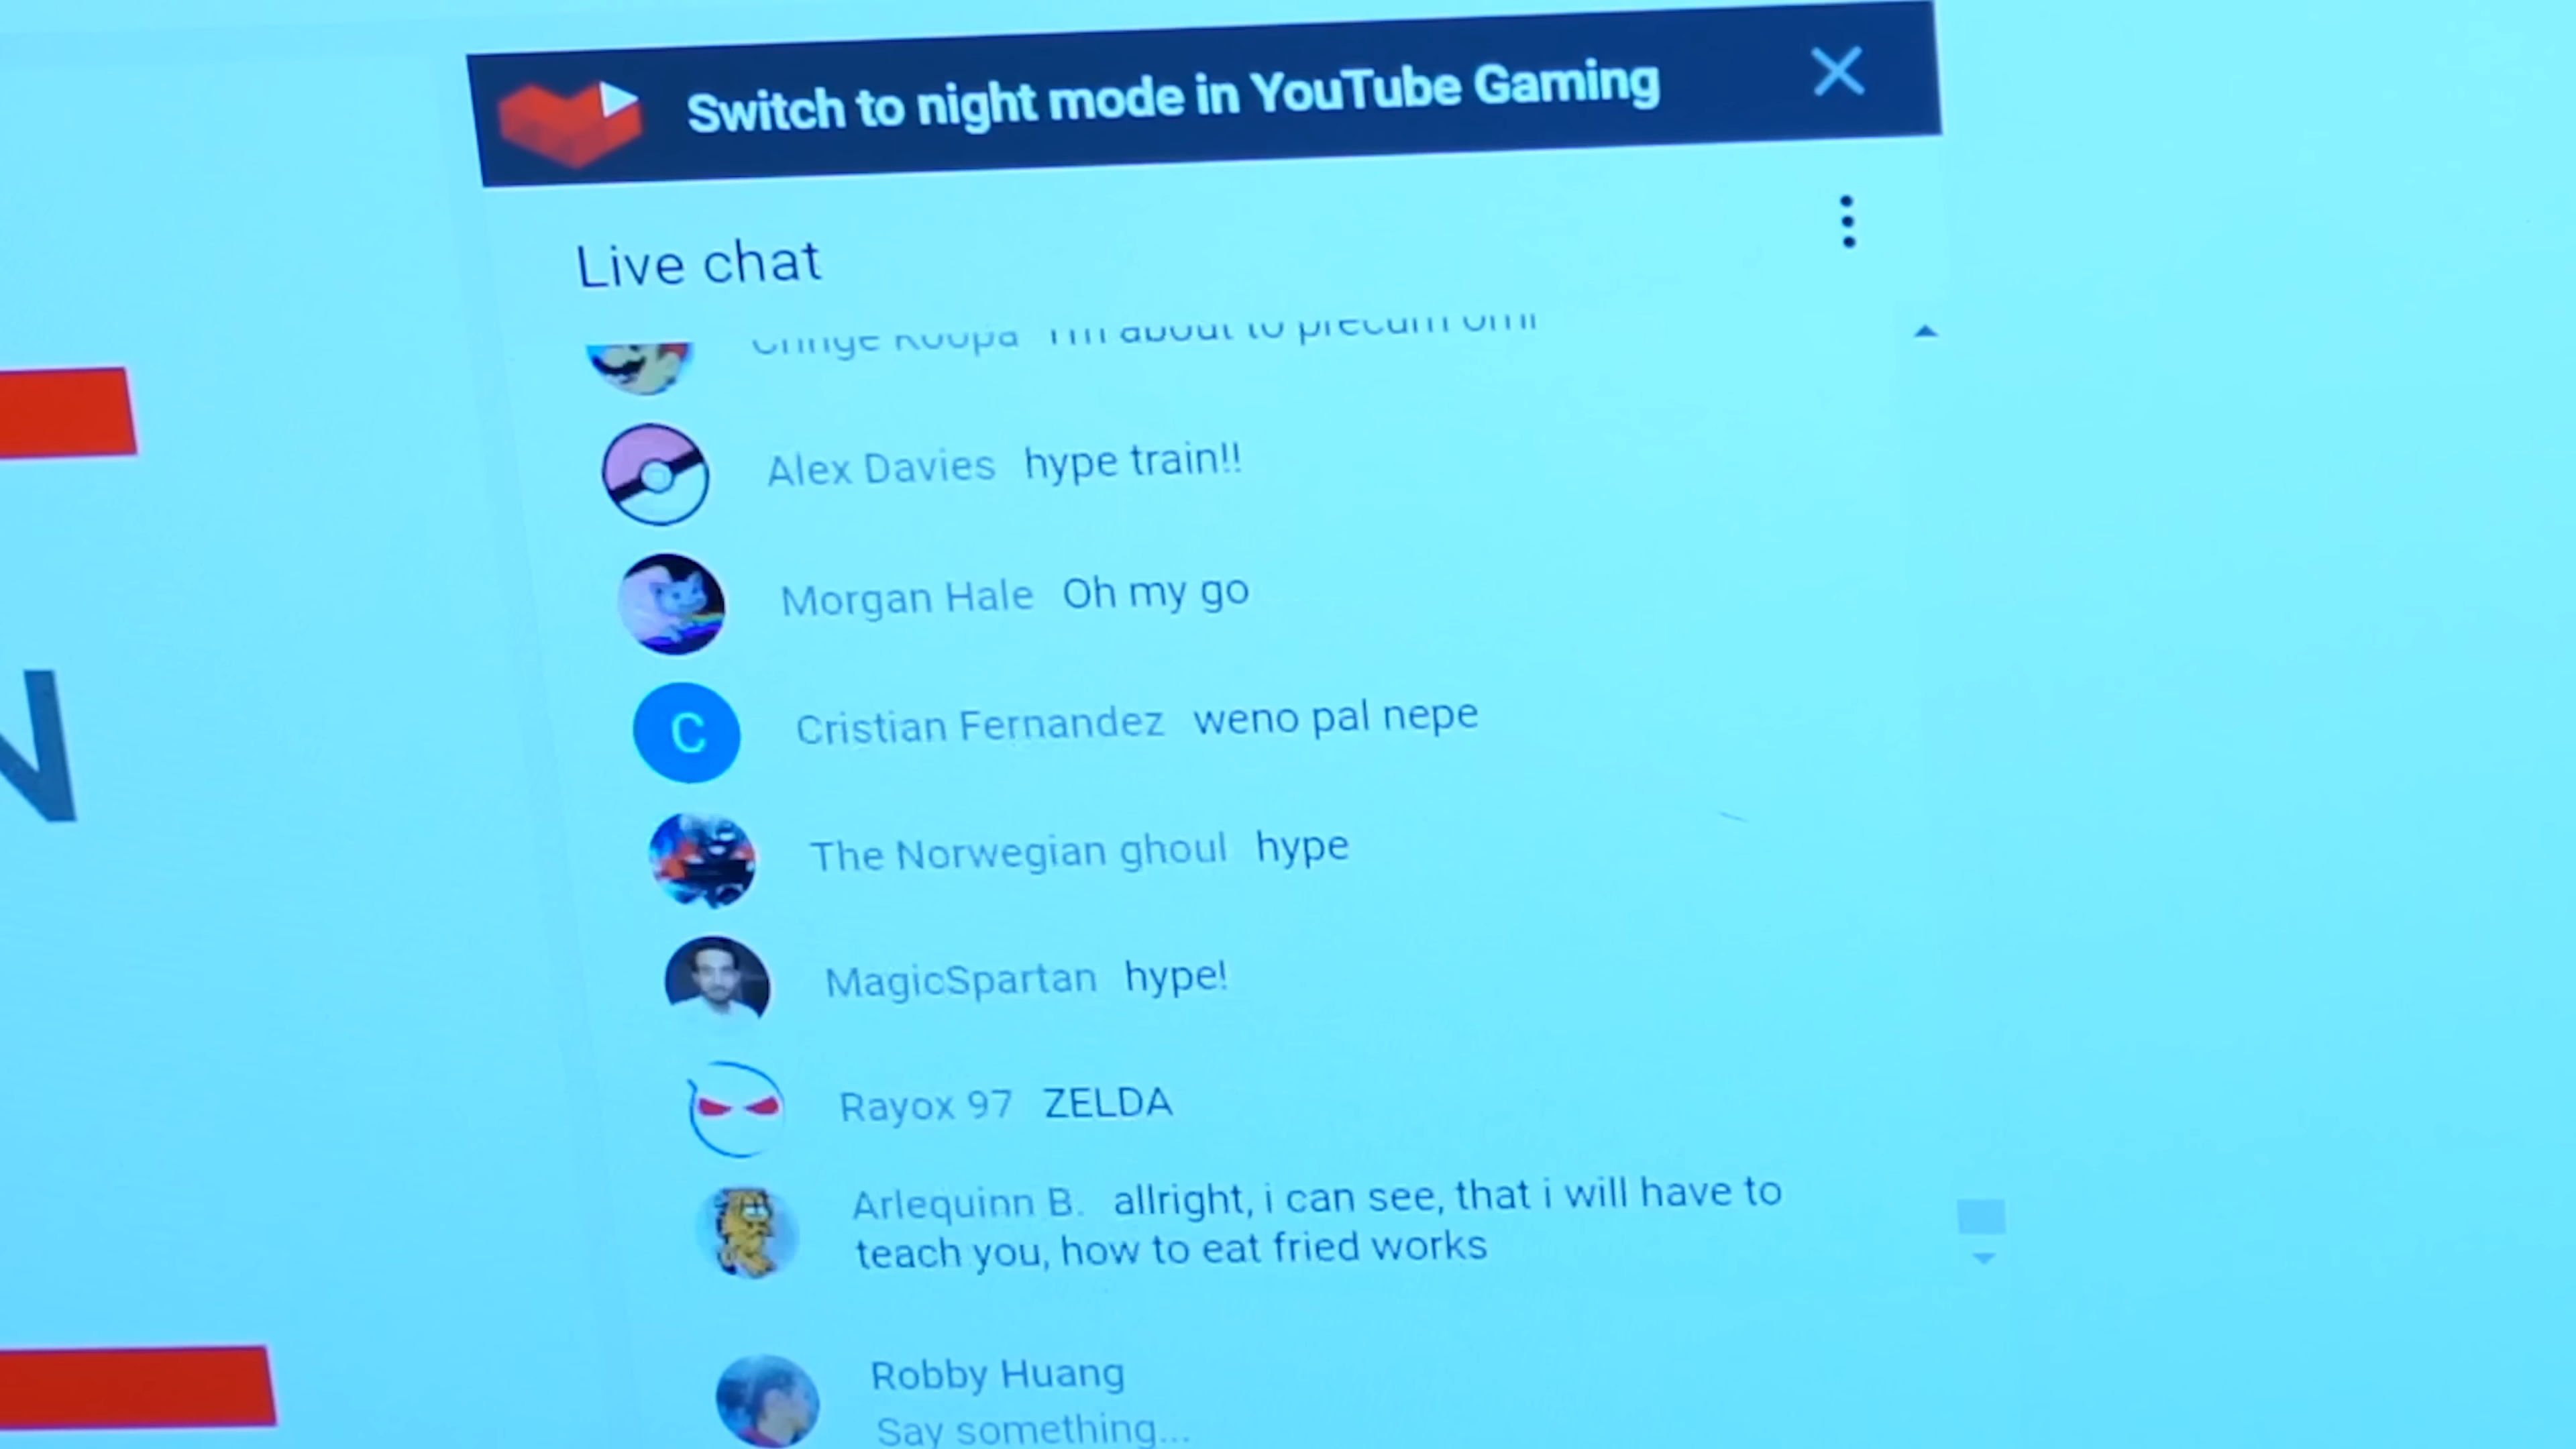 Switch to night mode in YouTube Gaming
Live chat
Koopa I'm about to precum omf
Alex Davies hype train!!
Morgan Hale Oh my go
Cristian Fernandez weno pal nepe
N
The Norwegian ghoul hype
MagicSpartan hype!
Rayox 97 ZELDA
Arlequinn B. allright, i can see, that i will have to
teach you, how to eat fried works
Robby Huang
Say something...